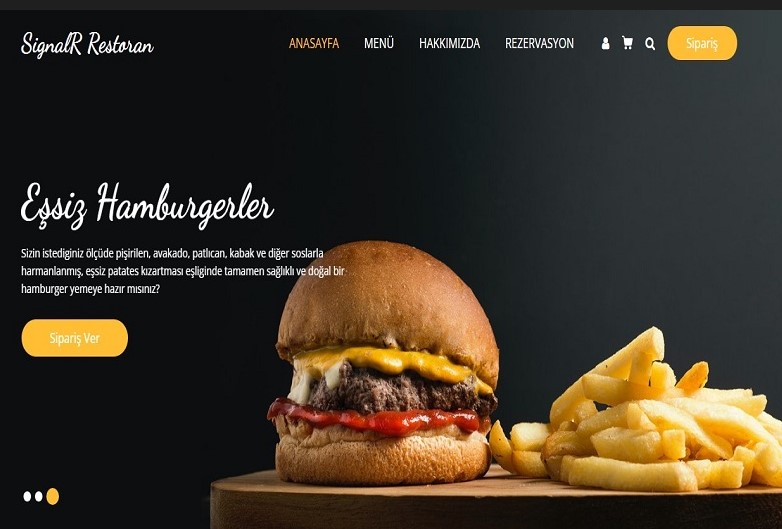 SignalR Restoran
ANASAYFA MENÜ HAKKIMIZDA REZERVASYON Sipariş
Eşsiz Hamburgerler
Sizin istediginiz ölçüde pişirilen, avakado, patlıcan, kabak ve diğer soslarla
harmanlanmış, eşsiz patates kızartması eşliginde tamamen sağlıklı ve doğal bir
hamburger yemeye hazır mısınız?
Sipariş Ver